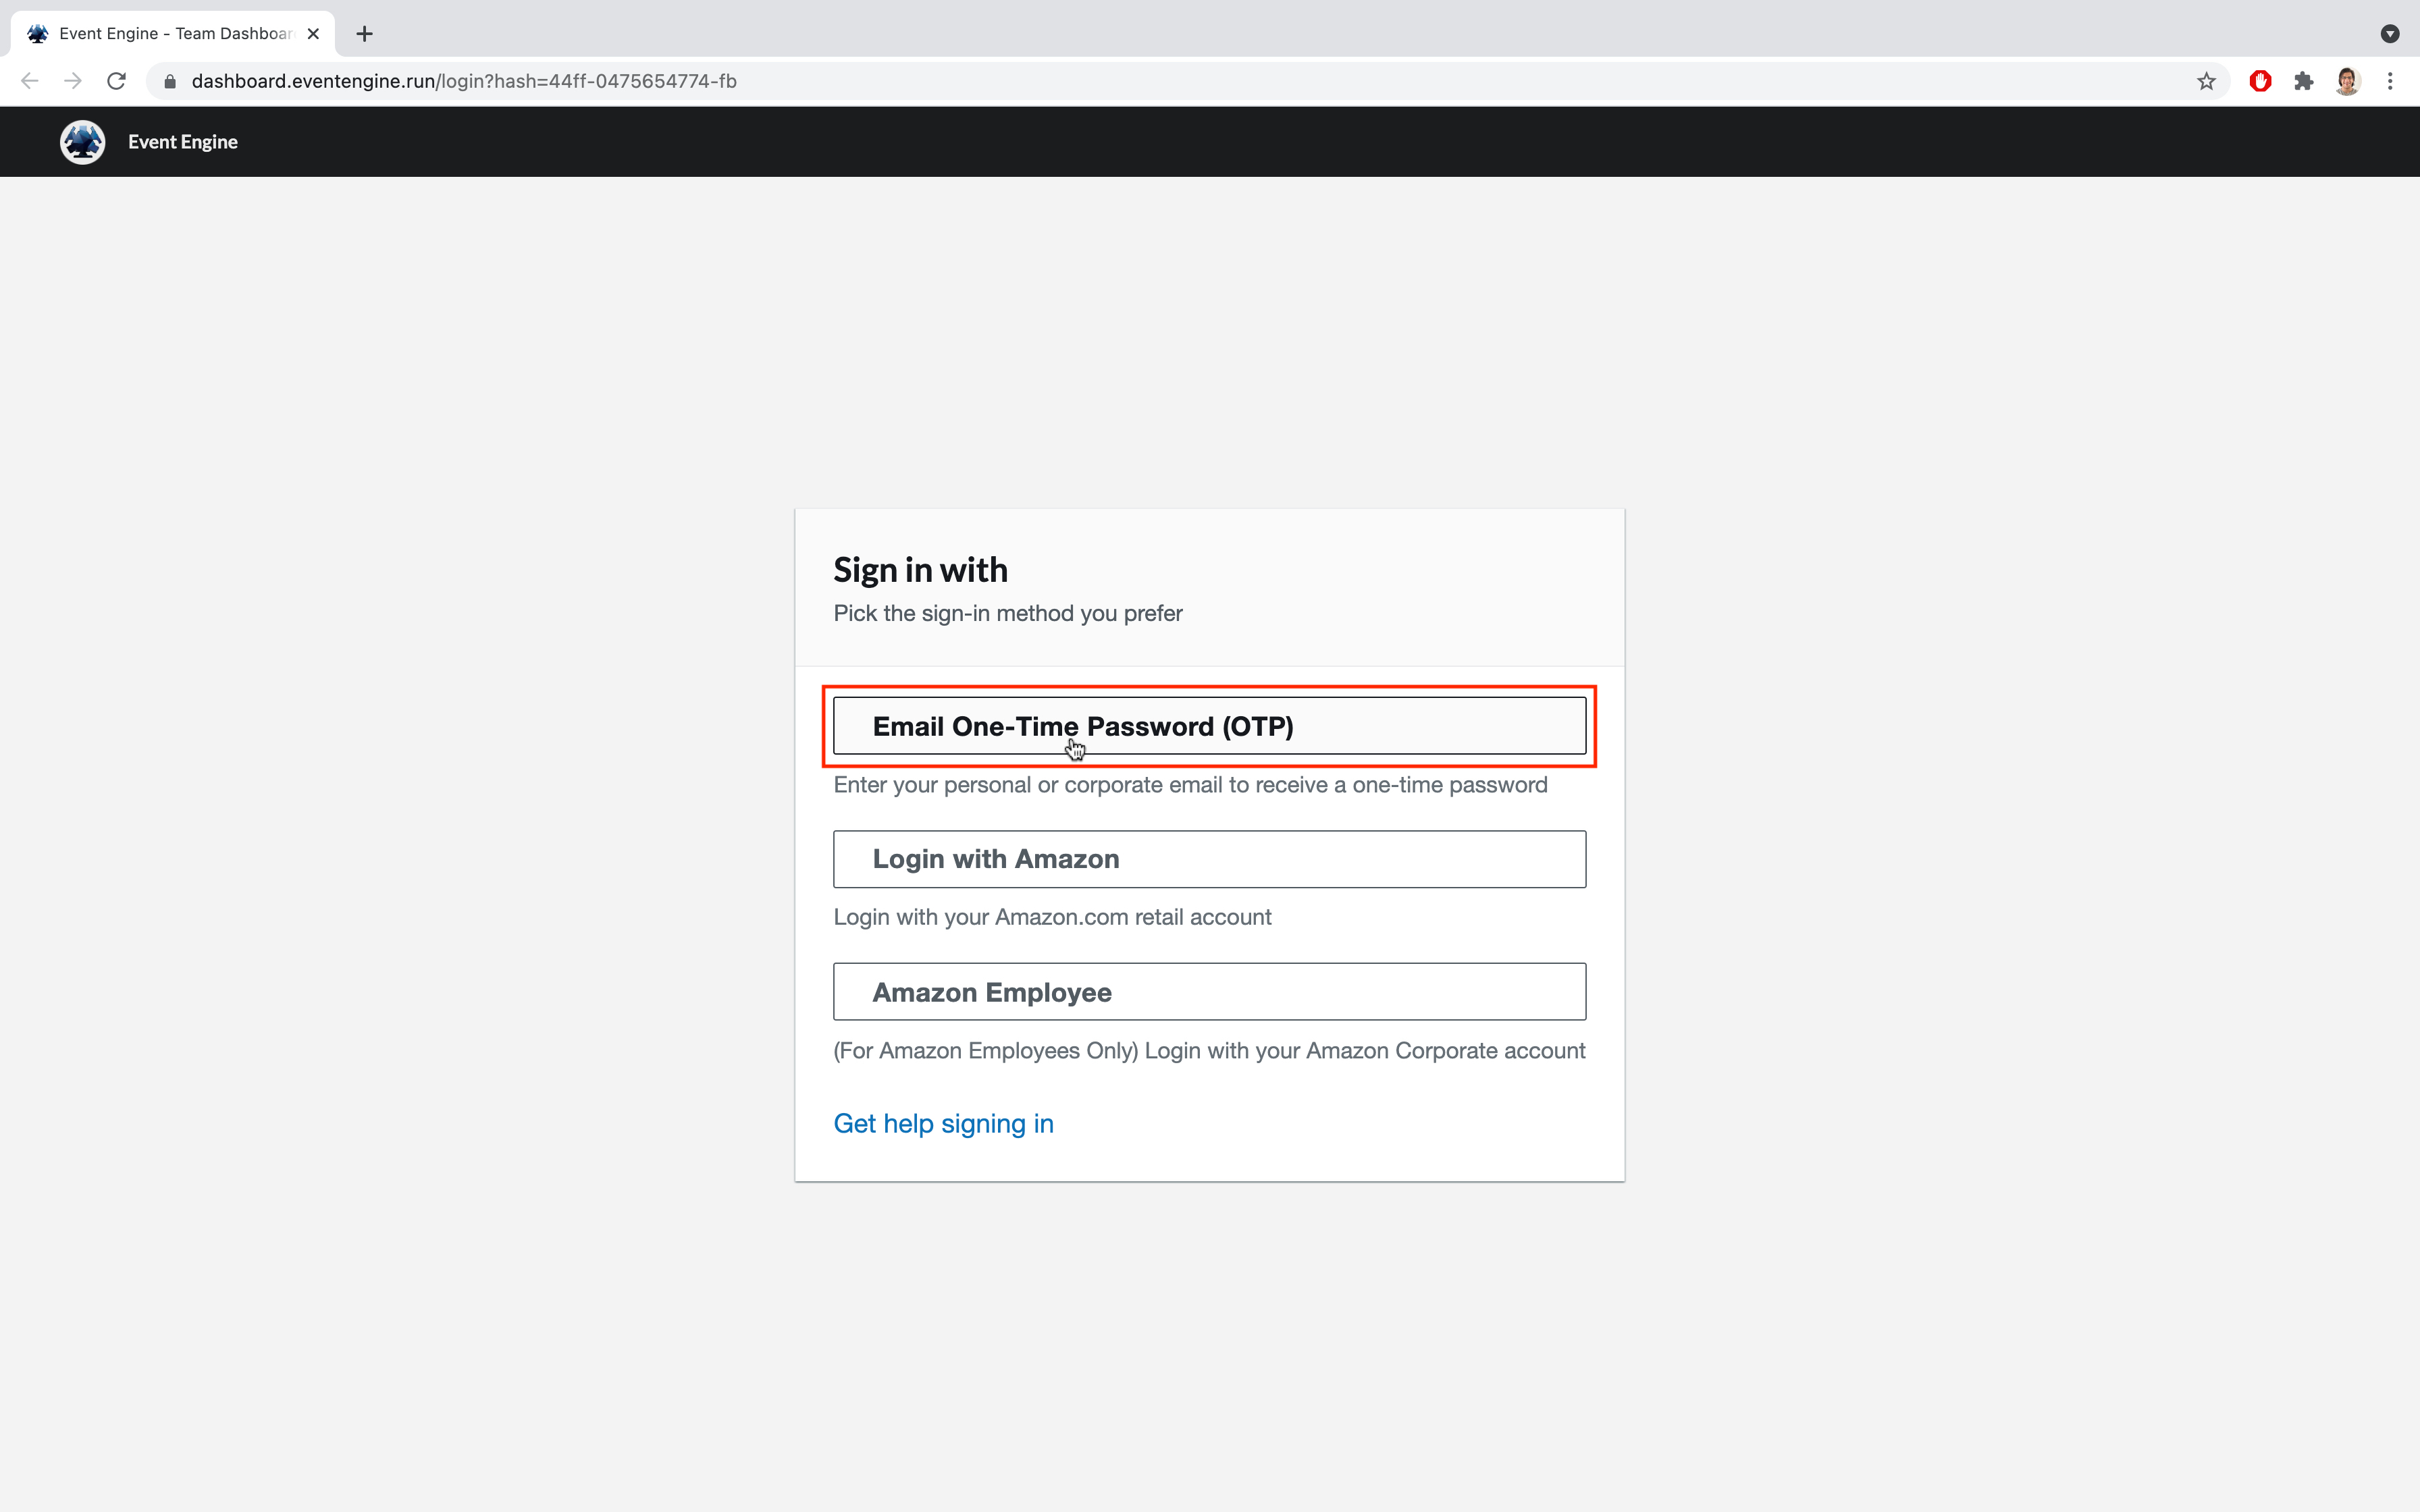 Event Engine - Team Dashboar
dashboard.eventengine.run/login?hash=44ff-0475654774-fb
Event Engine
Sign in with
Pick the sign-in method you prefer
Email One-Time Password (OTP)
Enter your personal or corporate email to receive a one-time password
Login with Amazon
Login with your Amazon.com retail account
Amazon Employee
(For Amazon Employees Only) Login with your Amazon Corporate account
Get help signing in